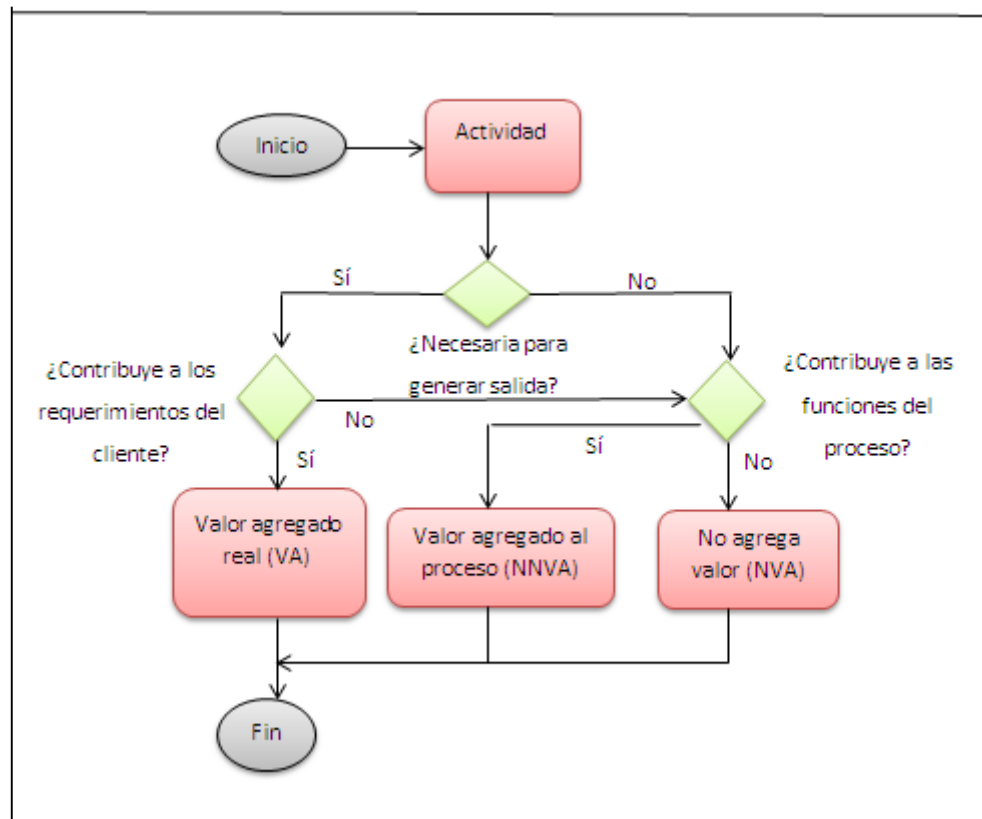 Inicio
Actividad
Sí
No
¿Necesaria para
generar salida?
¿Contribuye a los
requerimientos del
cliente?
¿Contribuye a las
funciones del
proceso?
No
Sí
Sí
No
Valor agregado
real (VA)
Valor agregado al
proceso (NNVA)
No agrega
valor (NVA)
Fin